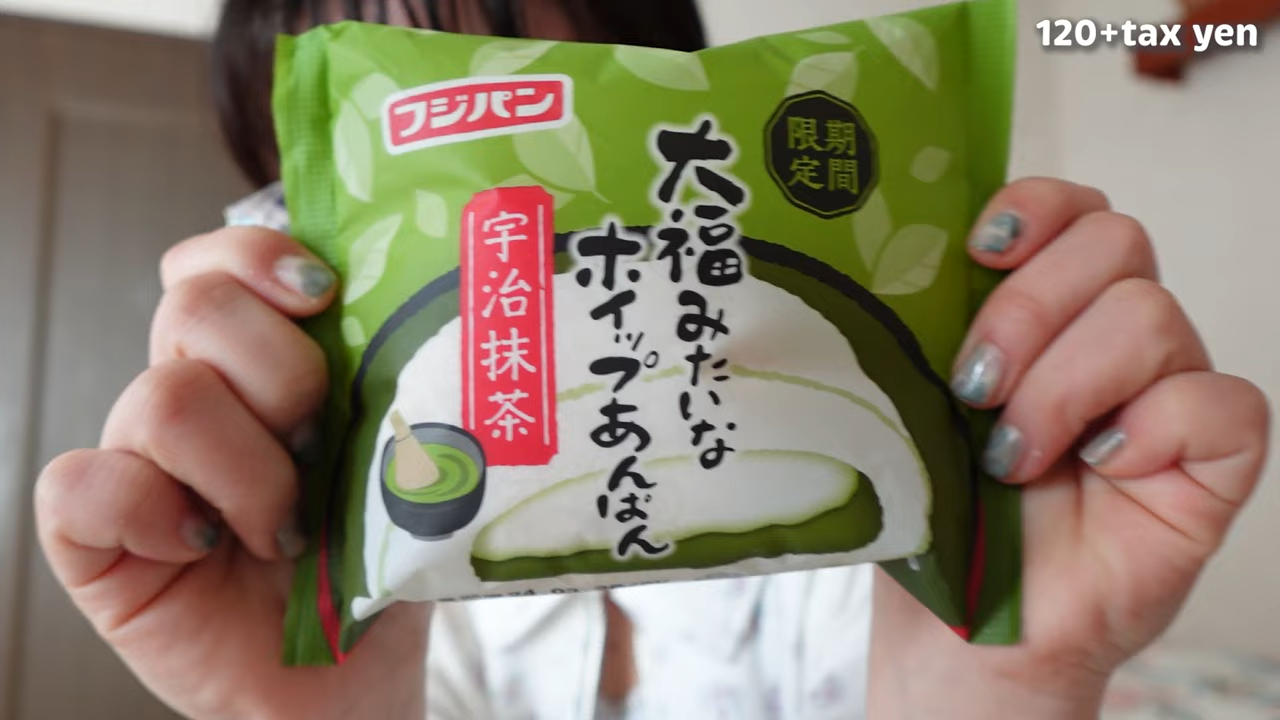 120+tax yen
フジパン
期間
限定
大福みたいな
ホイップあんぱん
宇治抹茶